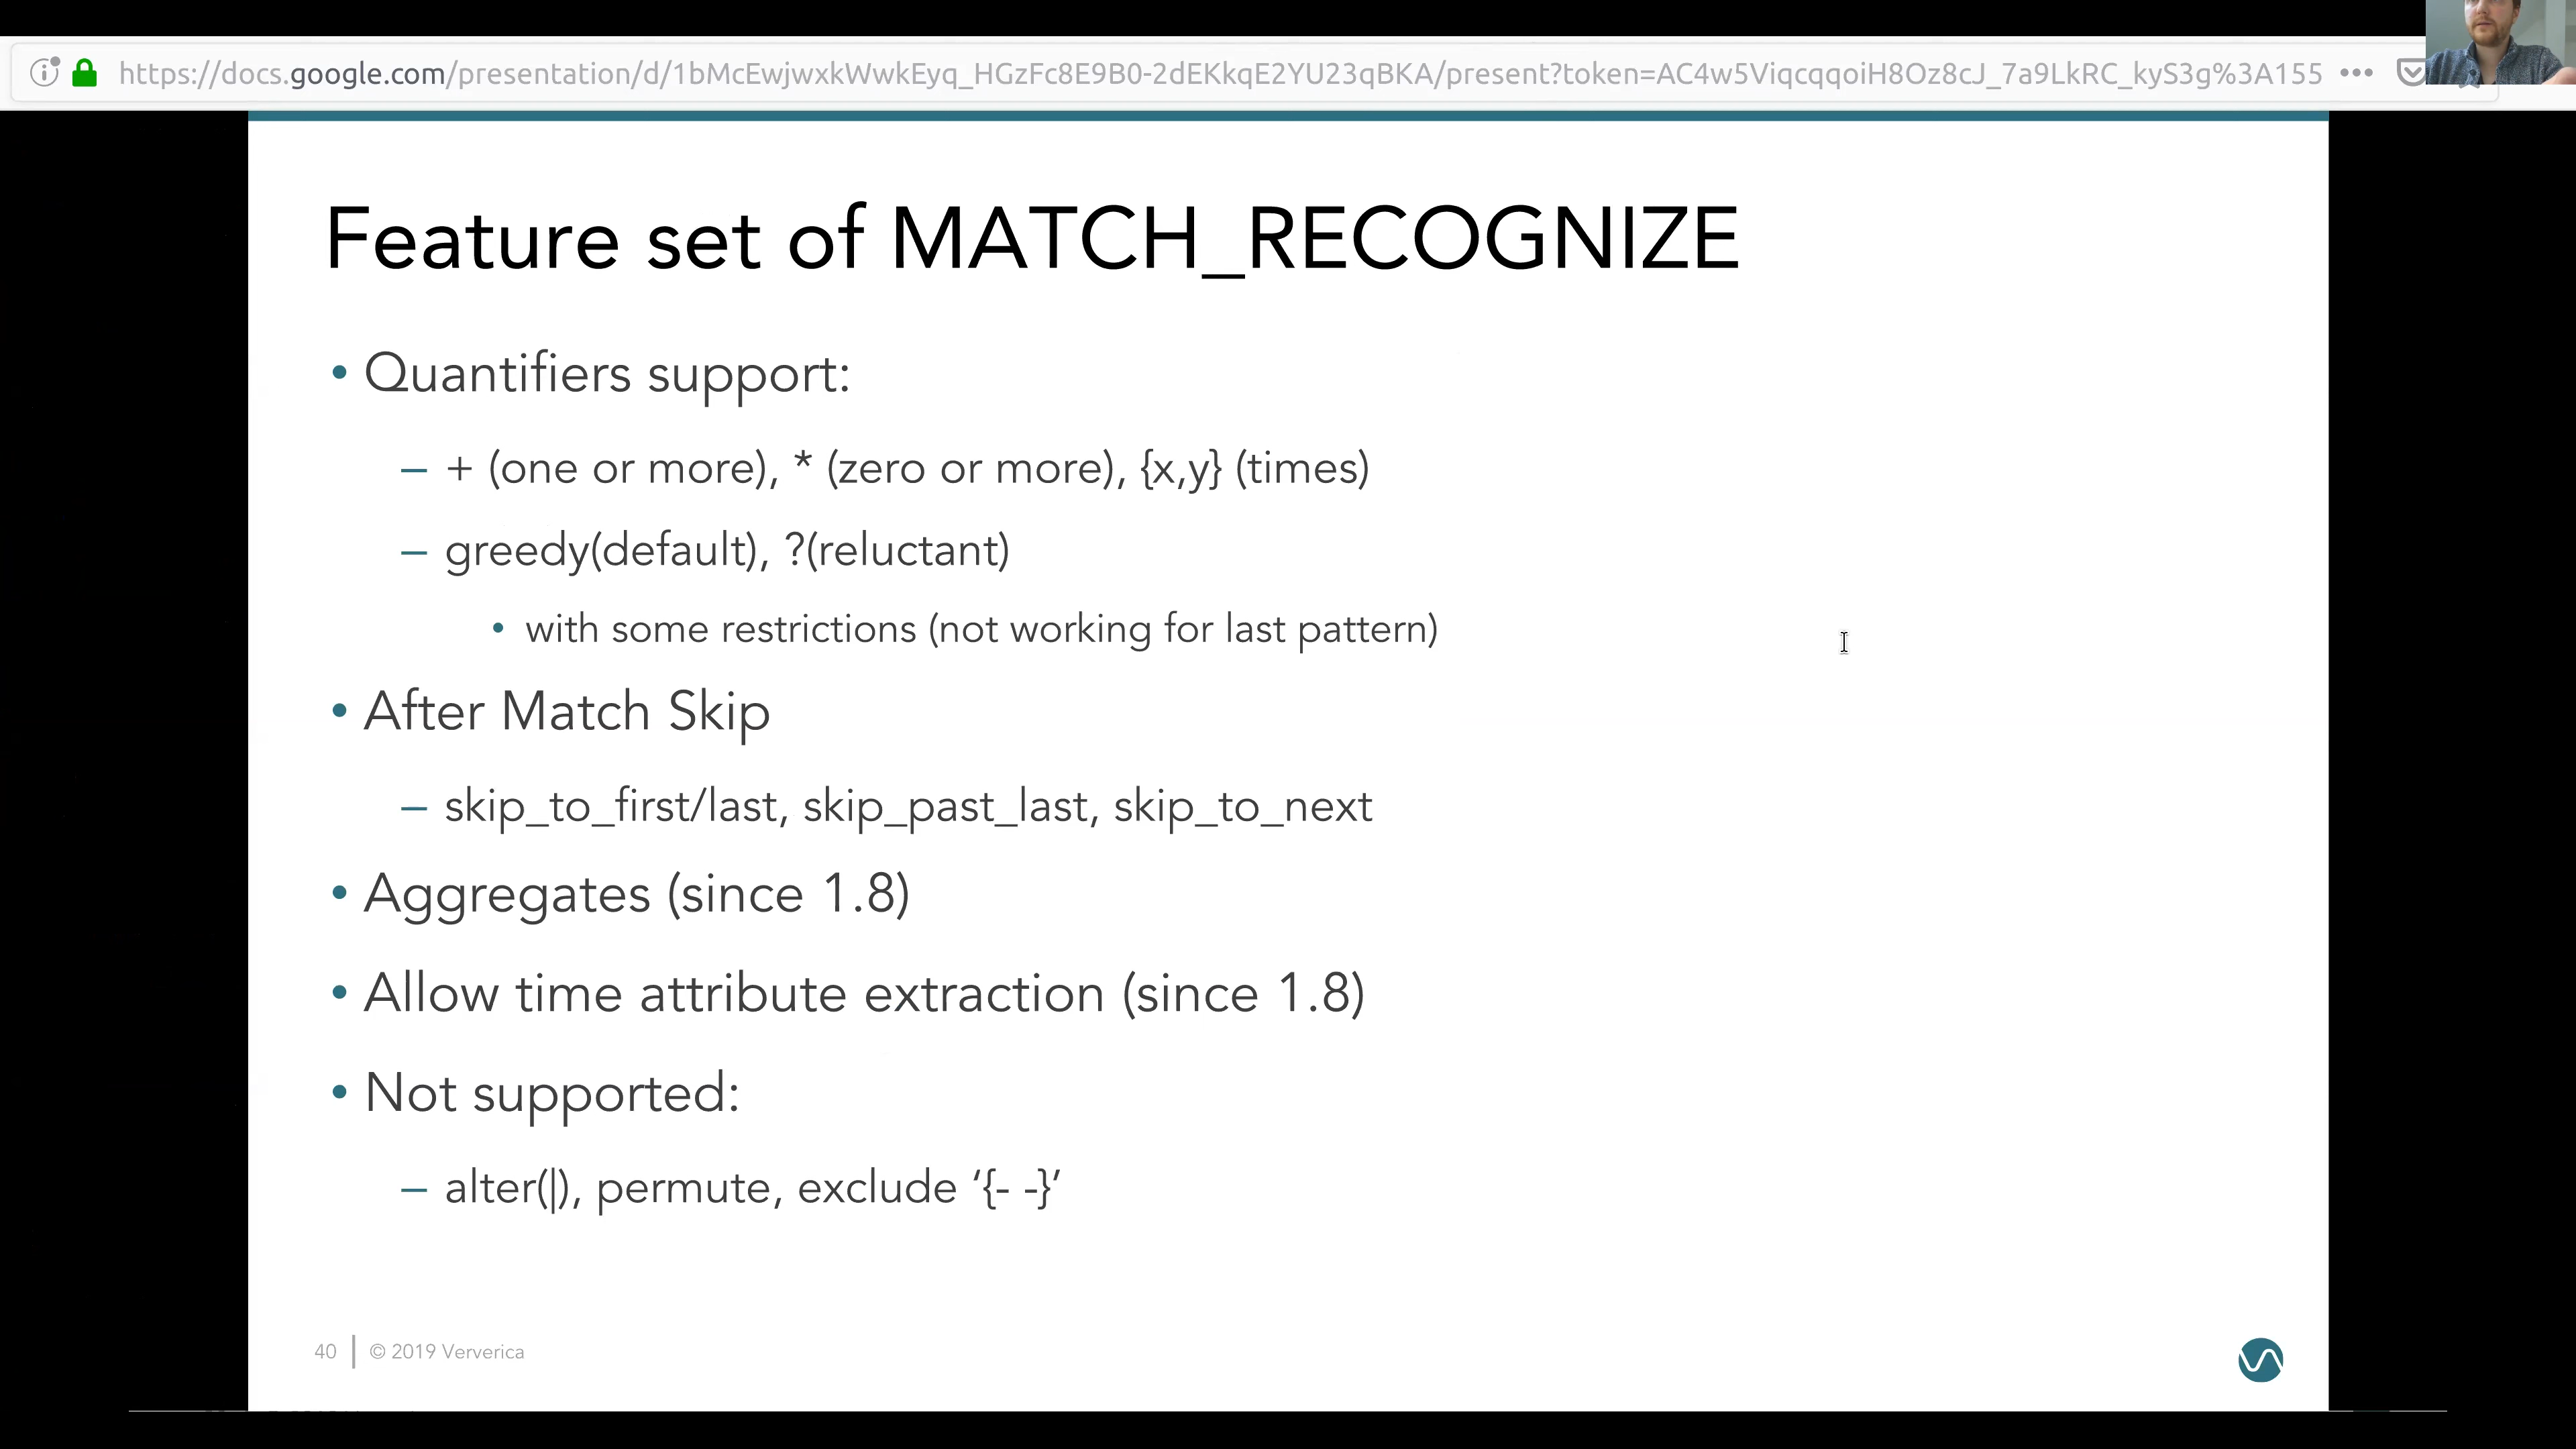 https://docs.google.com/presentation/d/1bMcEwjwxkWwkEyq_HGzFc8E9B0-2dEKkqE2YU23qBKA/present?token=AC4w5ViqcqqoiH8Oz8cJ_7a9LkRC_kyS3g%3A155
Feature set of MATCH_RECOGNIZE
• Quantifiers support:
– + (one or more), * (zero or more), {x,y} (times)
– greedy(default), ?(reluctant)
• with some restrictions (not working for last pattern)
• After Match Skip
– skip_to_first/last, skip_past_last, skip_to_next
• Aggregates (since 1.8)
• Allow time attribute extraction (since 1.8)
• Not supported:
– alter(|), permute, exclude ‘{- -}’
40 | © 2019 Ververica